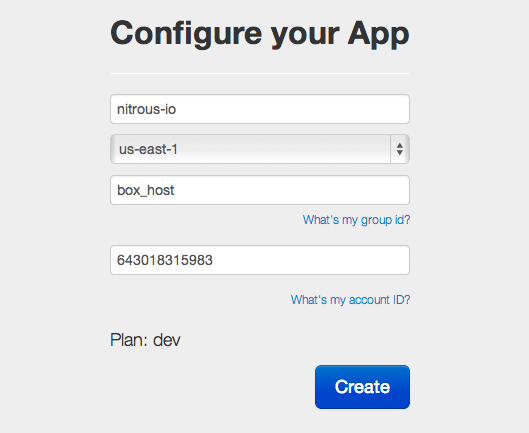 Configure your App
nitrous-io
us-east-1
box_host
What's my group id?
643018315983
What's my account ID?
Plan: dev
Create